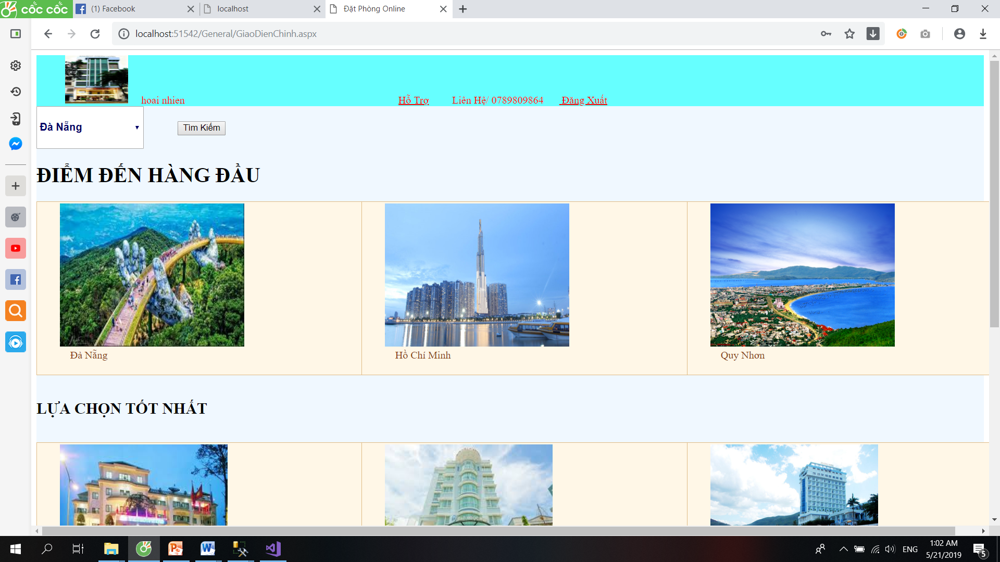 cốc cốc
(1) Facebook
localhost
Đặt Phòng Online
localhost:51542/General/GiaoDienChinh.aspx
hoai nhien
Hỗ Trợ
Liên Hệ/ 0789809864
Đăng Xuất
Đà Nẵng
Tìm Kiếm
ĐIỂM ĐẾN HÀNG ĐẦU
Đà Nẵng
Hồ Chí Minh
Quy Nhơn
LỰA CHỌN TỐT NHẤT
ENG
1:02 AM
5/21/2019
5